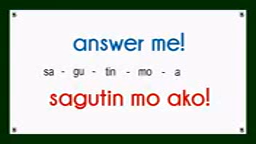 answer me!
sa - gu - tin - mo - a
sagutin mo ako!